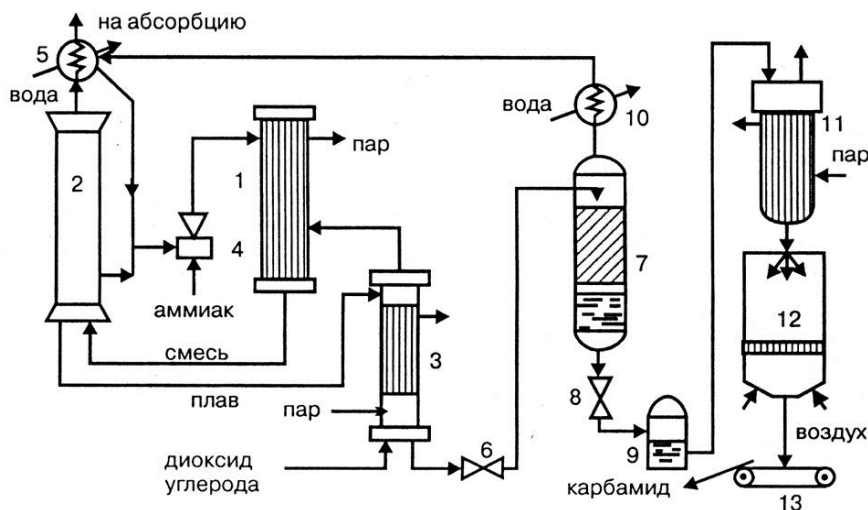 на абсорбцию
5
вода
вода
10
11
пар
1
пар
2
4
7
аммиак
12
3
смесь
плав
пар
8
6
9
воздух
диоксид
углерода
карбамид
13